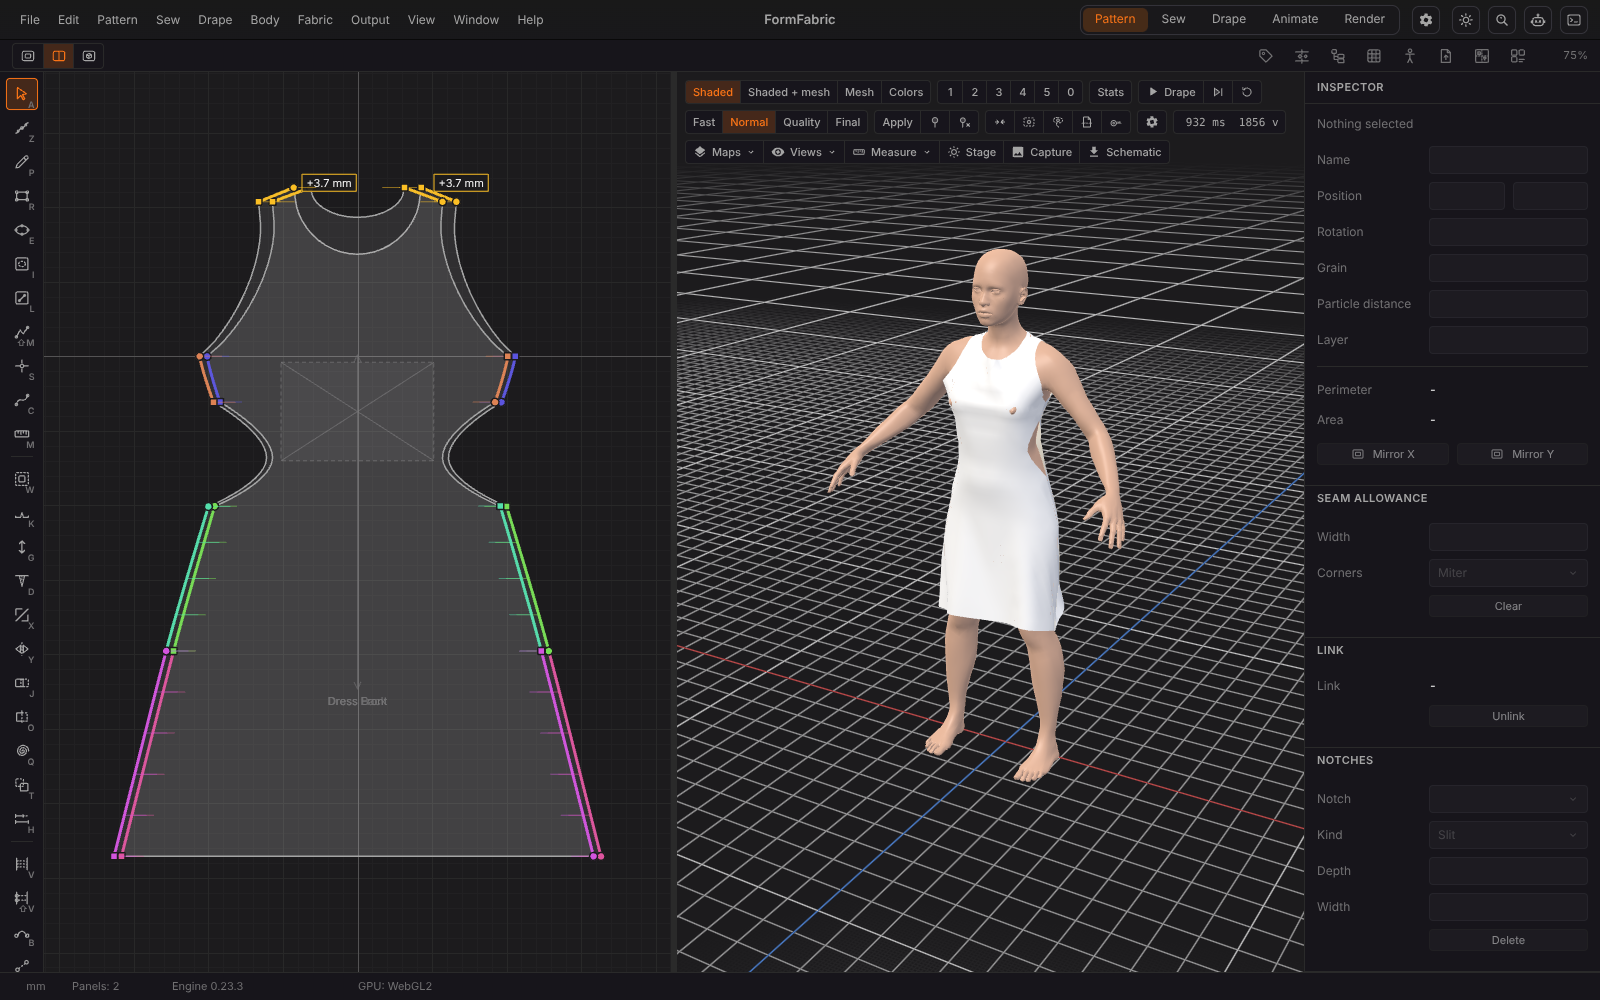 File Edit Pattern Sew Drape Body Fabric Output View Window Help
FormFabric
Pattern Sew Drape Animate Render
75%
A
Z
P
R
E
I
L
⇧M
S
C
M
W
K
G
D
X
Y
J
O
Q
T
H
V
⇧V
B
+3.7 mm +3.7 mm
Shaded Shaded + mesh Mesh Colors 1 2 3 4 5 0 Stats Drape
Fast Normal Quality Final Apply 932 ms 1856 v
Maps Views Measure Stage Capture Schematic
INSPECTOR
Nothing selected
Name
Position
Rotation
Grain
Particle distance
Layer
Perimeter -
Area -
Mirror X Mirror Y
SEAM ALLOWANCE
Width
Corners Miter
Clear
LINK
Link -
Unlink
NOTCHES
Notch
Kind Slit
Depth
Width
Delete
Dress
mm Panels: 2 Engine 0.23.3 GPU: WebGL2